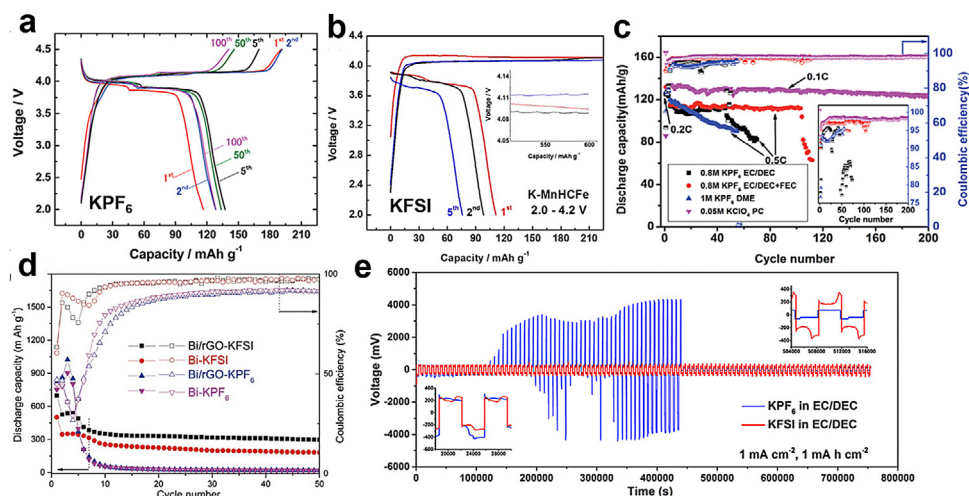 a
Voltage / V
4.5
4.0
3.5
3.0
2.5
2.0
100th
50th
5th
1st
2nd
1st
2nd
100th
50th
5th
KPF6
0 30 60 90 120 150 180 210
Capacity / mAh g-1
b
Voltage / V
4.4
4.0
3.6
3.2
2.8
2.4
2.0
Voltage / V
4.14
4.11
4.08
4.05
500 600
Capacity / mAh g-1
K-MnHCFe
2.0 - 4.2 V
KFSI
5th 2nd 1st
0 30 60 90 120 150 180 210
Capacity / mAh g-1
c
Discharge capacity(mAh/g)
160
120
80
40
0
0.1C
0.2C
0.5C
0.8M KPF6 EC/DEC
0.8M KPF6 EC/DEC+FEC
1M KPF6 DME
0.05M KClO4 PC
95
90
85
80
75
0 50 100 150 200
Cycle number
100
80
60
40
20
0
Coulombic efficiency(%)
0 40 80 120 160 200
Cycle number
d
Discharge capacity (mAh g-1)
1500
1200
900
600
300
0
Bi/rGO-KFSI
Bi-KFSI
Bi/rGO-KPF6
Bi-KPF6
100
50
0
Coulombic efficiency (%)
0 10 20 30 40 50
Cycle number
e
Voltage (mV)
6000
4000
2000
0
-2000
-4000
-6000
400
200
0
-200
-400
504000 508000 512000 516000
400
200
0
-200
-400
20000 24000 28000
KPF6 in EC/DEC
KFSI in EC/DEC
1 mA cm-2, 1 mA h cm-2
0 100000 200000 300000 400000 500000 600000 700000 800000
Time (s)